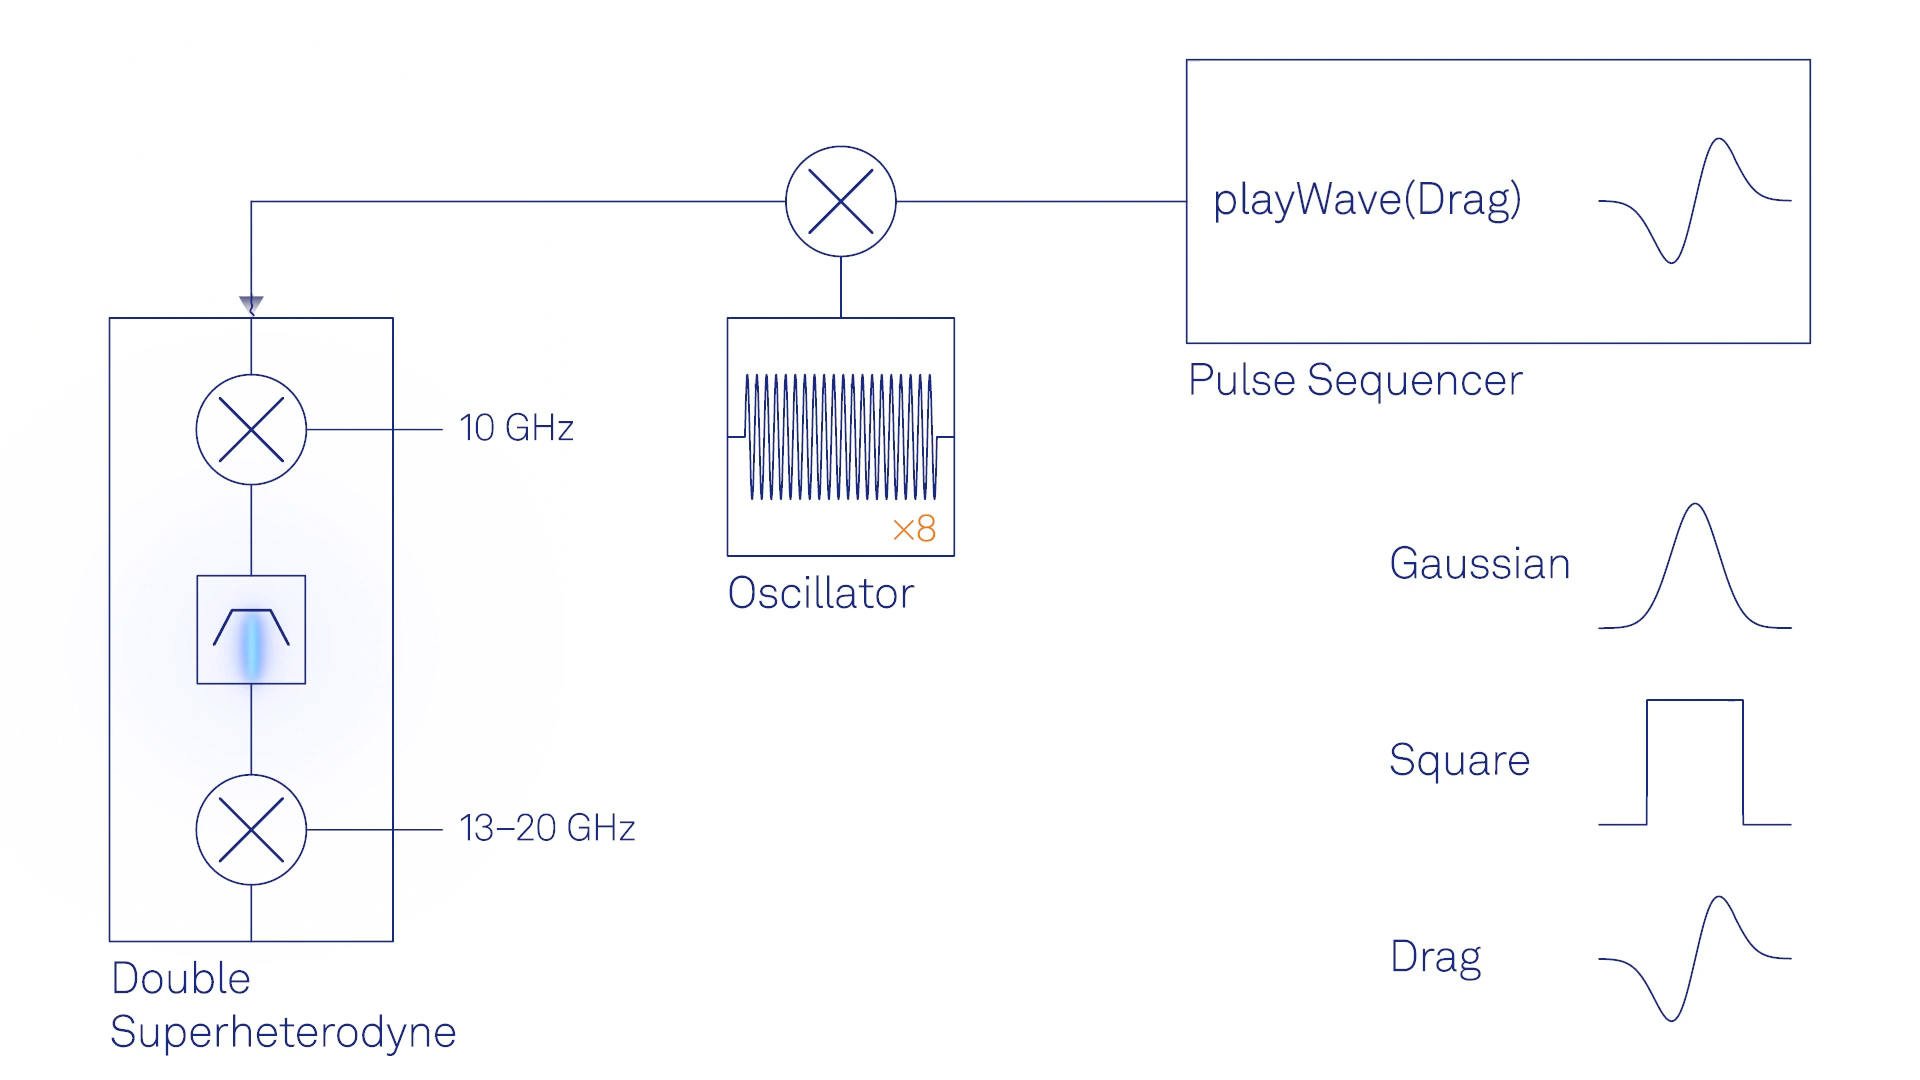 playWave(Drag)
Pulse Sequencer
10 GHz
×8
Oscillator
Gaussian
Square
13–20 GHz
Drag
Double
Superheterodyne